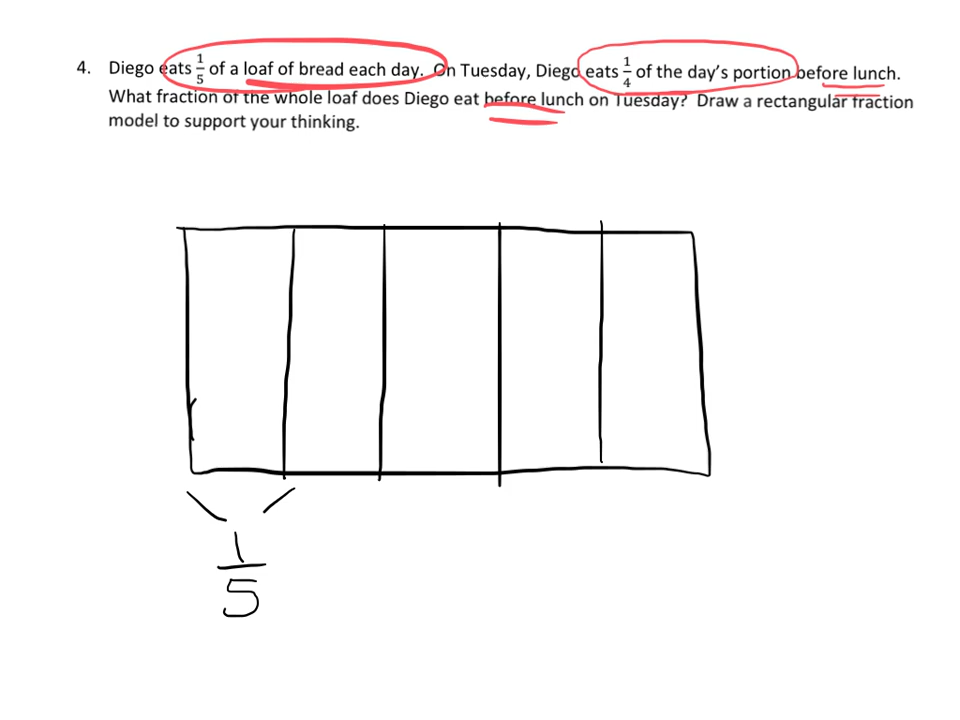 4. Diego eats 1/5 of a loaf of bread each day. On Tuesday, Diego eats 1/4 of the day's portion before lunch.
What fraction of the whole loaf does Diego eat before lunch on Tuesday? Draw a rectangular fraction
model to support your thinking.
1/5